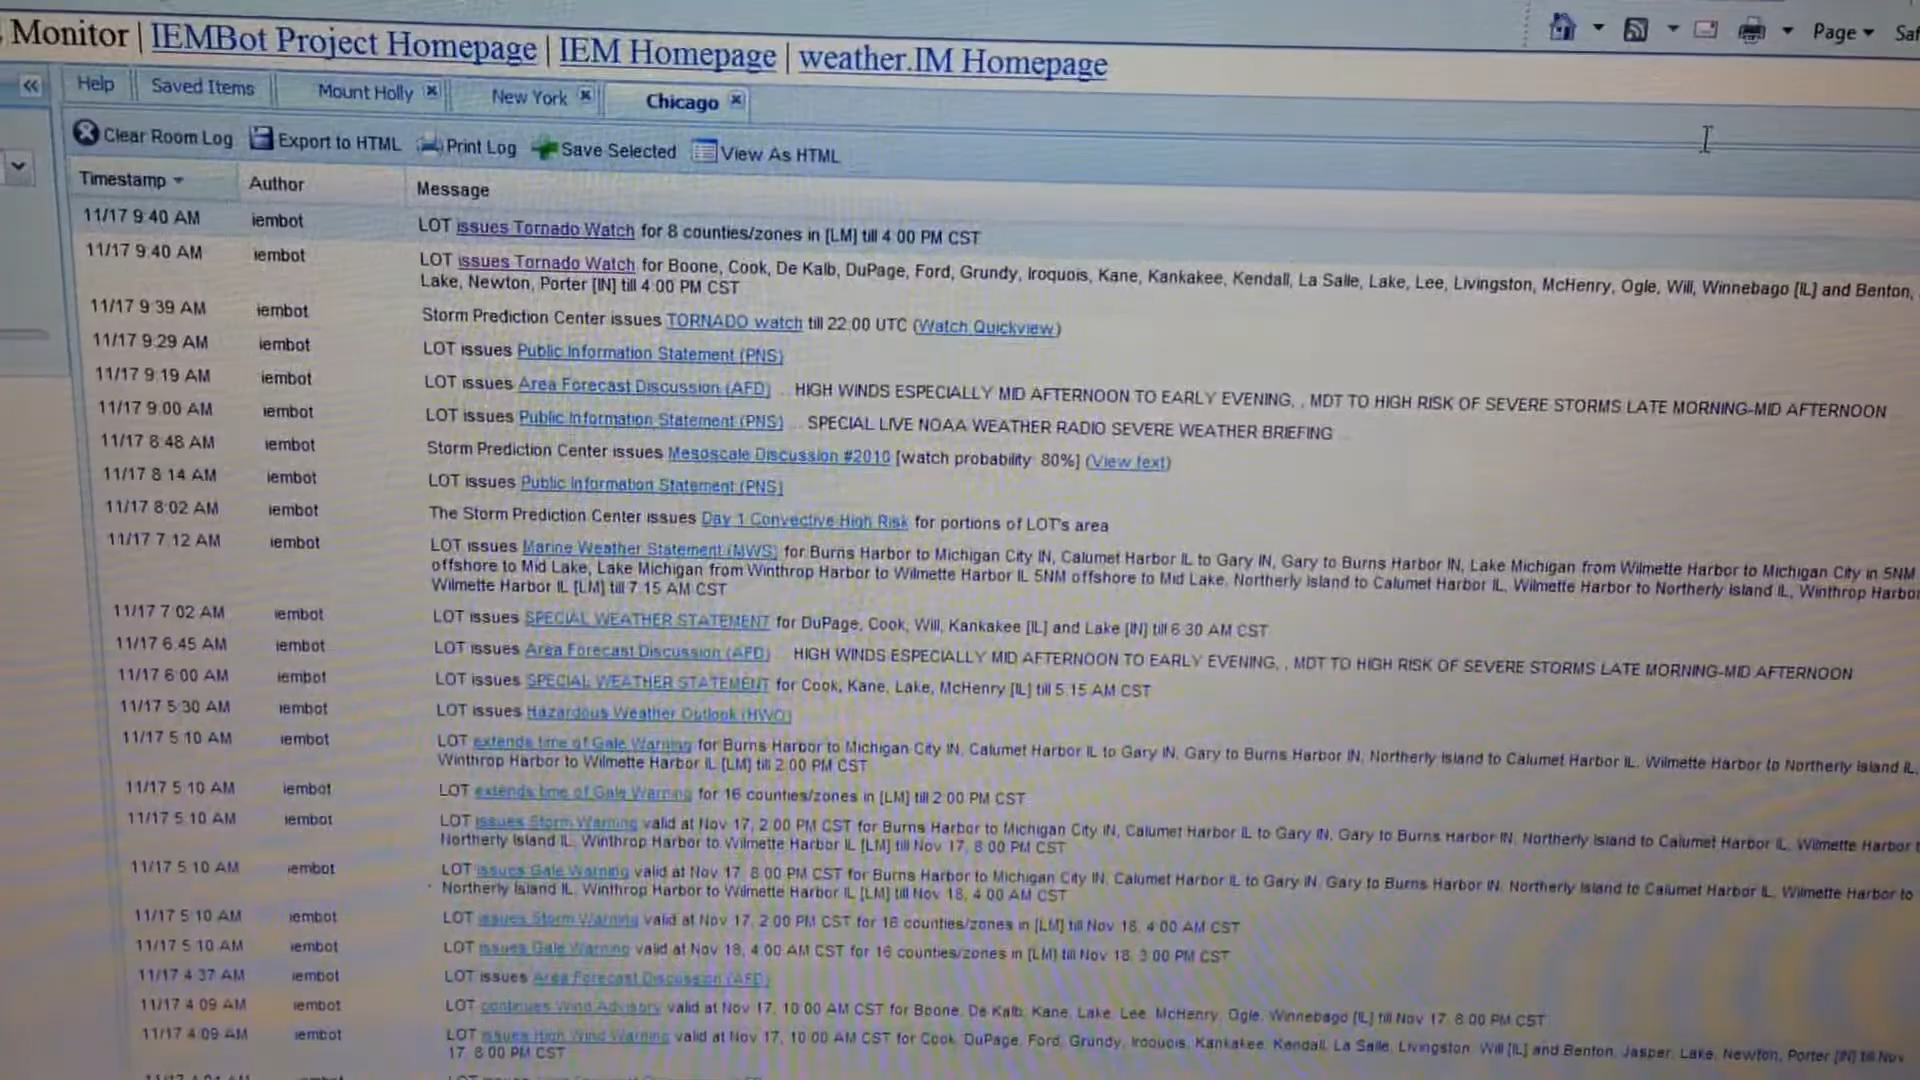 Monitor | IEMBot Project Homepage | IEM Homepage | weather.IM Homepage
Page
Help Saved Items Mount Holly New York Chicago
Clear Room Log Export to HTML Print Log Save Selected View As HTML
Timestamp Author Message
11/17 9:40 AM iembot LOT issues Tornado Watch for 8 counties/zones in [LM] till 4:00 PM CST
11/17 9:40 AM iembot LOT issues Tornado Watch for Boone, Cook, De Kalb, DuPage, Ford, Grundy, Iroquois, Kane, Kankakee, Kendall, La Salle, Lake, Lee, Livingston, McHenry, Ogle, Will, Winnebago [IL] and Benton,
Lake, Newton, Porter [IN] till 4:00 PM CST
11/17 9:39 AM iembot Storm Prediction Center issues TORNADO watch till 22:00 UTC (Watch Quickview)
11/17 9:29 AM iembot LOT issues Public Information Statement (PNS)
11/17 9:19 AM iembot LOT issues Area Forecast Discussion (AFD) ... HIGH WINDS ESPECIALLY MID AFTERNOON TO EARLY EVENING, , MDT TO HIGH RISK OF SEVERE STORMS LATE MORNING-MID AFTERNOON
11/17 9:00 AM iembot LOT issues Public Information Statement (PNS) ... SPECIAL LIVE NOAA WEATHER RADIO SEVERE WEATHER BRIEFING
11/17 8:48 AM iembot Storm Prediction Center issues Mesoscale Discussion #2010 [watch probability: 80%] (View text)
11/17 8:14 AM iembot LOT issues Public Information Statement (PNS)
11/17 8:02 AM iembot The Storm Prediction Center issues Day 1 Convective High Risk for portions of LOT's area
11/17 7:12 AM iembot LOT issues Marine Weather Statement (MWS) for Burns Harbor to Michigan City IN, Calumet Harbor IL to Gary IN, Gary to Burns Harbor IN, Lake Michigan from Wilmette Harbor to Michigan City in 5NM
offshore to Mid Lake, Lake Michigan from Winthrop Harbor to Wilmette Harbor IL 5NM offshore to Mid Lake, Northerly Island to Calumet Harbor IL, Wilmette Harbor to Northerly Island IL, Winthrop Harbor
Wilmette Harbor IL [LM] till 7:15 AM CST
11/17 7:02 AM iembot LOT issues SPECIAL WEATHER STATEMENT for DuPage, Cook, Will, Kankakee [IL] and Lake [IN] till 6:30 AM CST
11/17 6:45 AM iembot LOT issues Area Forecast Discussion (AFD) ... HIGH WINDS ESPECIALLY MID AFTERNOON TO EARLY EVENING, , MDT TO HIGH RISK OF SEVERE STORMS LATE MORNING-MID AFTERNOON
11/17 6:00 AM iembot LOT issues SPECIAL WEATHER STATEMENT for Cook, Kane, Lake, McHenry [IL] till 5:15 AM CST
11/17 5:30 AM iembot LOT issues Hazardous Weather Outlook (HWO)
11/17 5:10 AM iembot LOT extends time of Gale Warning for Burns Harbor to Michigan City IN, Calumet Harbor IL to Gary IN, Gary to Burns Harbor IN, Northerly Island to Calumet Harbor IL, Wilmette Harbor to Northerly Island IL,
Winthrop Harbor to Wilmette Harbor IL [LM] till 2:00 PM CST
11/17 5:10 AM iembot LOT extends time of Gale Warning for 16 counties/zones in [LM] till 2:00 PM CST
11/17 5:10 AM iembot LOT issues Storm Warning valid at Nov 17, 2:00 PM CST for Burns Harbor to Michigan City IN, Calumet Harbor IL to Gary IN, Gary to Burns Harbor IN, Northerly Island to Calumet Harbor IL, Wilmette Harbor
Northerly Island IL, Winthrop Harbor to Wilmette Harbor IL [LM] till Nov 17, 8:00 PM CST
11/17 5:10 AM iembot LOT issues Gale Warning valid at Nov 17, 8:00 PM CST for Burns Harbor to Michigan City IN, Calumet Harbor IL to Gary IN, Gary to Burns Harbor IN, Northerly Island to Calumet Harbor IL, Wilmette Harbor to
Northerly Island IL, Winthrop Harbor to Wilmette Harbor IL [LM] till Nov 18, 4:00 AM CST
11/17 5:10 AM iembot LOT issues Storm Warning valid at Nov 17, 2:00 PM CST for 16 counties/zones in [LM] till Nov 18, 4:00 AM CST
11/17 5:10 AM iembot LOT issues Gale Warning valid at Nov 18, 4:00 AM CST for 16 counties/zones in [LM] till Nov 18, 3:00 PM CST
11/17 4:37 AM iembot LOT issues Area Forecast Discussion (AFD)
11/17 4:09 AM iembot LOT continues Wind Advisory valid at Nov 17, 10:00 AM CST for Boone, De Kalb, Kane, Lake, Lee, McHenry, Ogle, Winnebago [IL] till Nov 17, 8:00 PM CST
11/17 4:09 AM iembot LOT issues High Wind Warning valid at Nov 17, 10:00 AM CST for Cook, DuPage, Ford, Grundy, Iroquois, Kankakee, Kendall, La Salle, Livingston, Will [IL] and Benton, Jasper, Lake, Newton, Porter [IN] till Nov
17, 8:00 PM CST